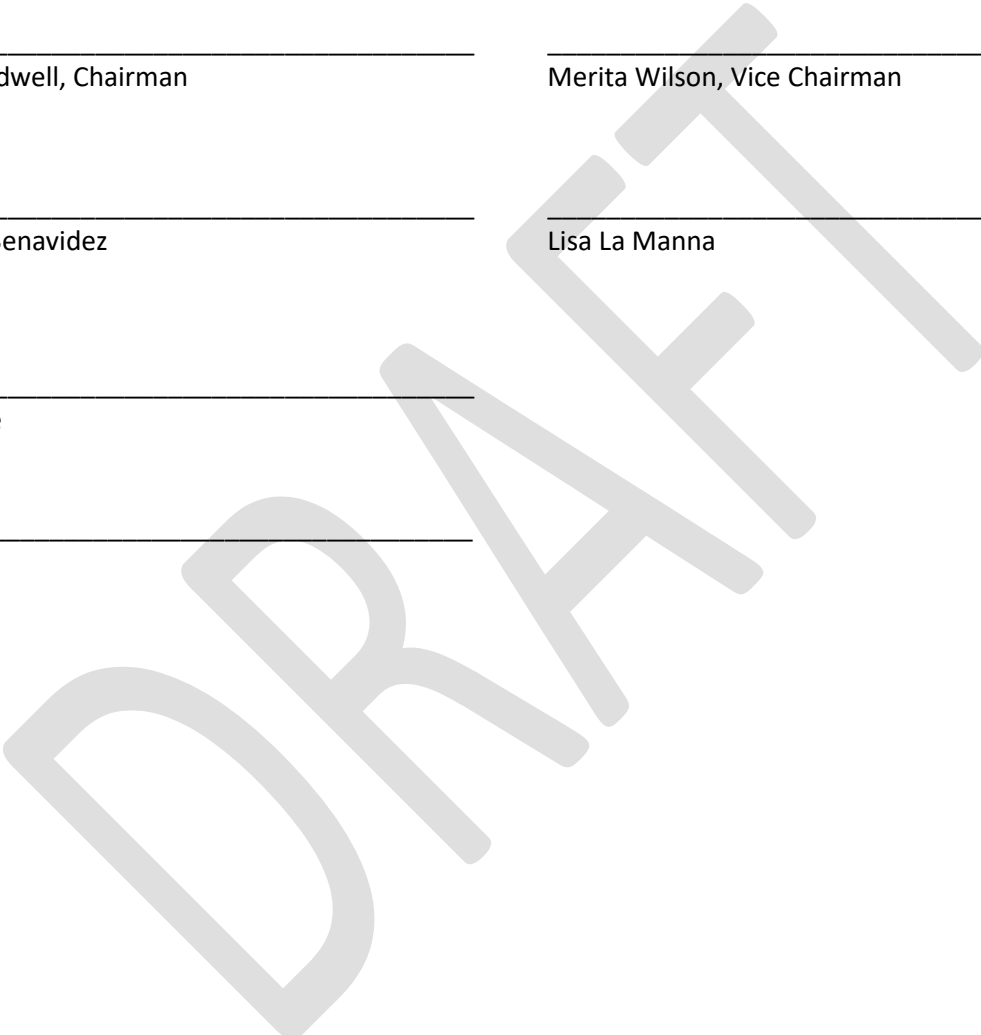 dwell, Chairman
Merita Wilson, Vice Chairman
enavidez
Lisa La Manna
DRAFT